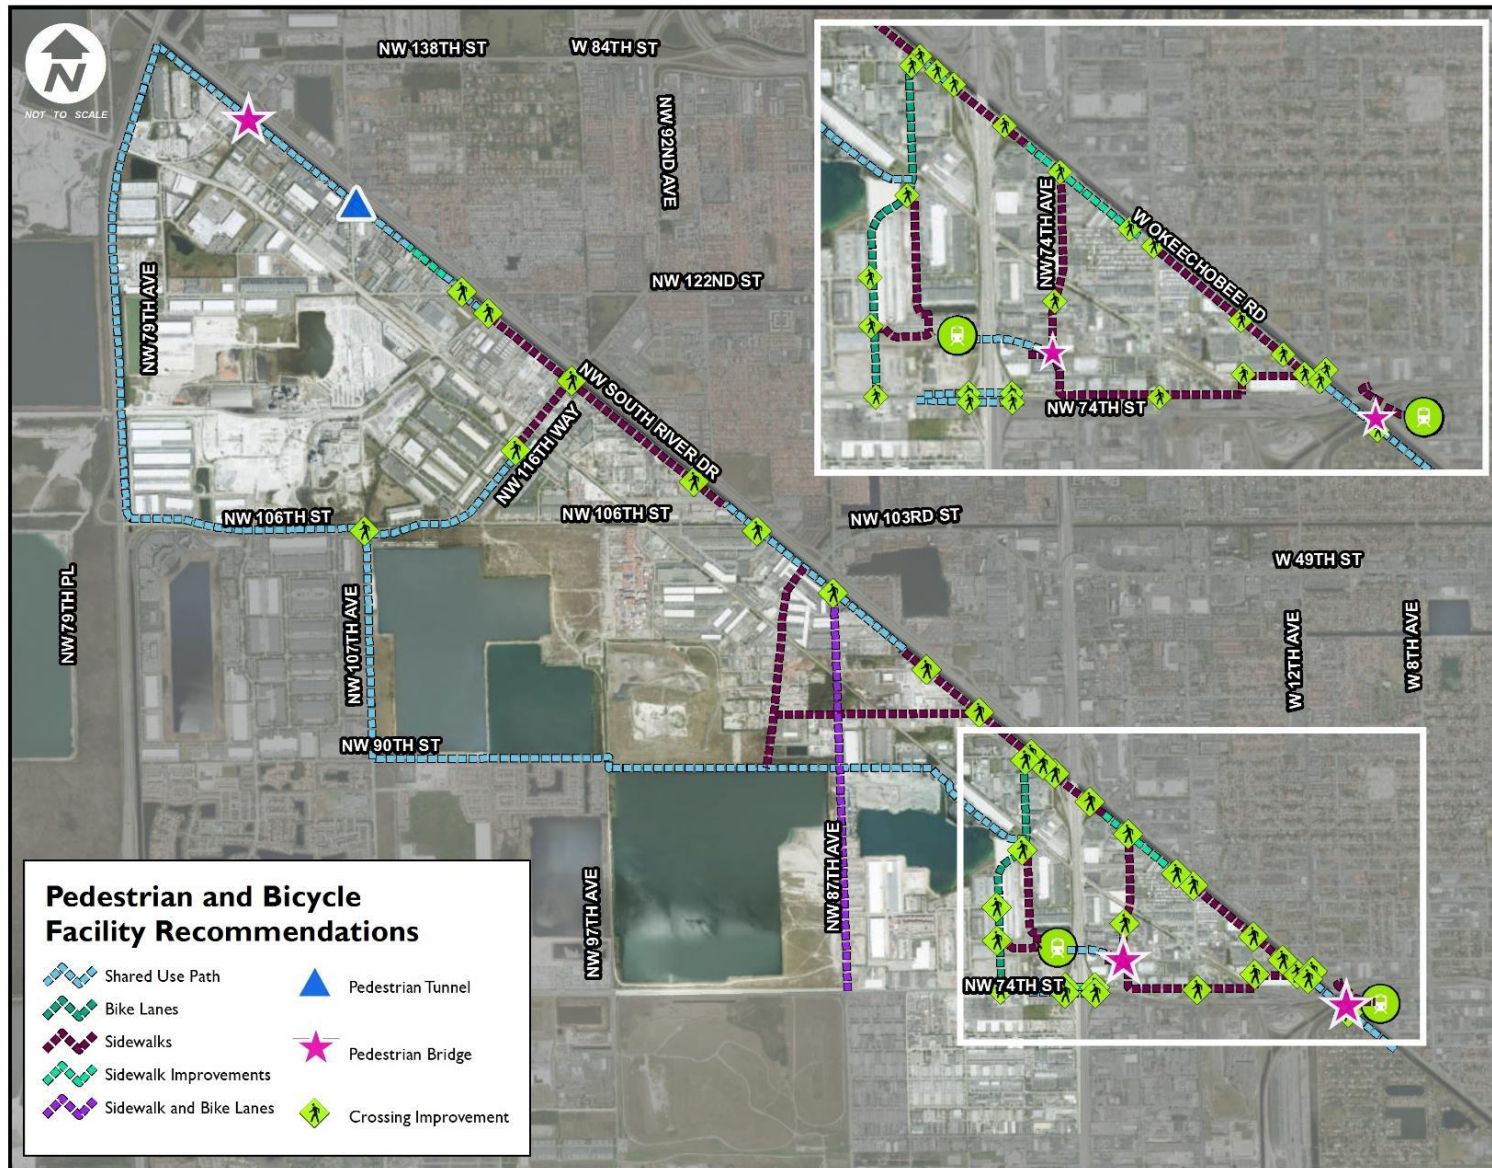 N
NOT TO SCALE
NW 138TH ST
W 84TH ST
NW 92ND AVE
NW 79TH AVE
NW 122ND ST
NW SOUTH RIVER DR
NW 116TH WAY
NW 106TH ST
NW 106TH ST
NW 103RD ST
W 49TH ST
NW 79TH PL
NW 107TH AVE
W 12TH AVE
W 8TH AVE
NW 90TH ST
NW 97TH AVE
NW 87TH AVE
NW 74TH ST
NW 74TH AVE
W OKEECHOBEE RD
NW 74TH ST
Pedestrian and Bicycle
Facility Recommendations
Shared Use Path
Bike Lanes
Sidewalks
Sidewalk Improvements
Sidewalk and Bike Lanes
Pedestrian Tunnel
Pedestrian Bridge
Crossing Improvement